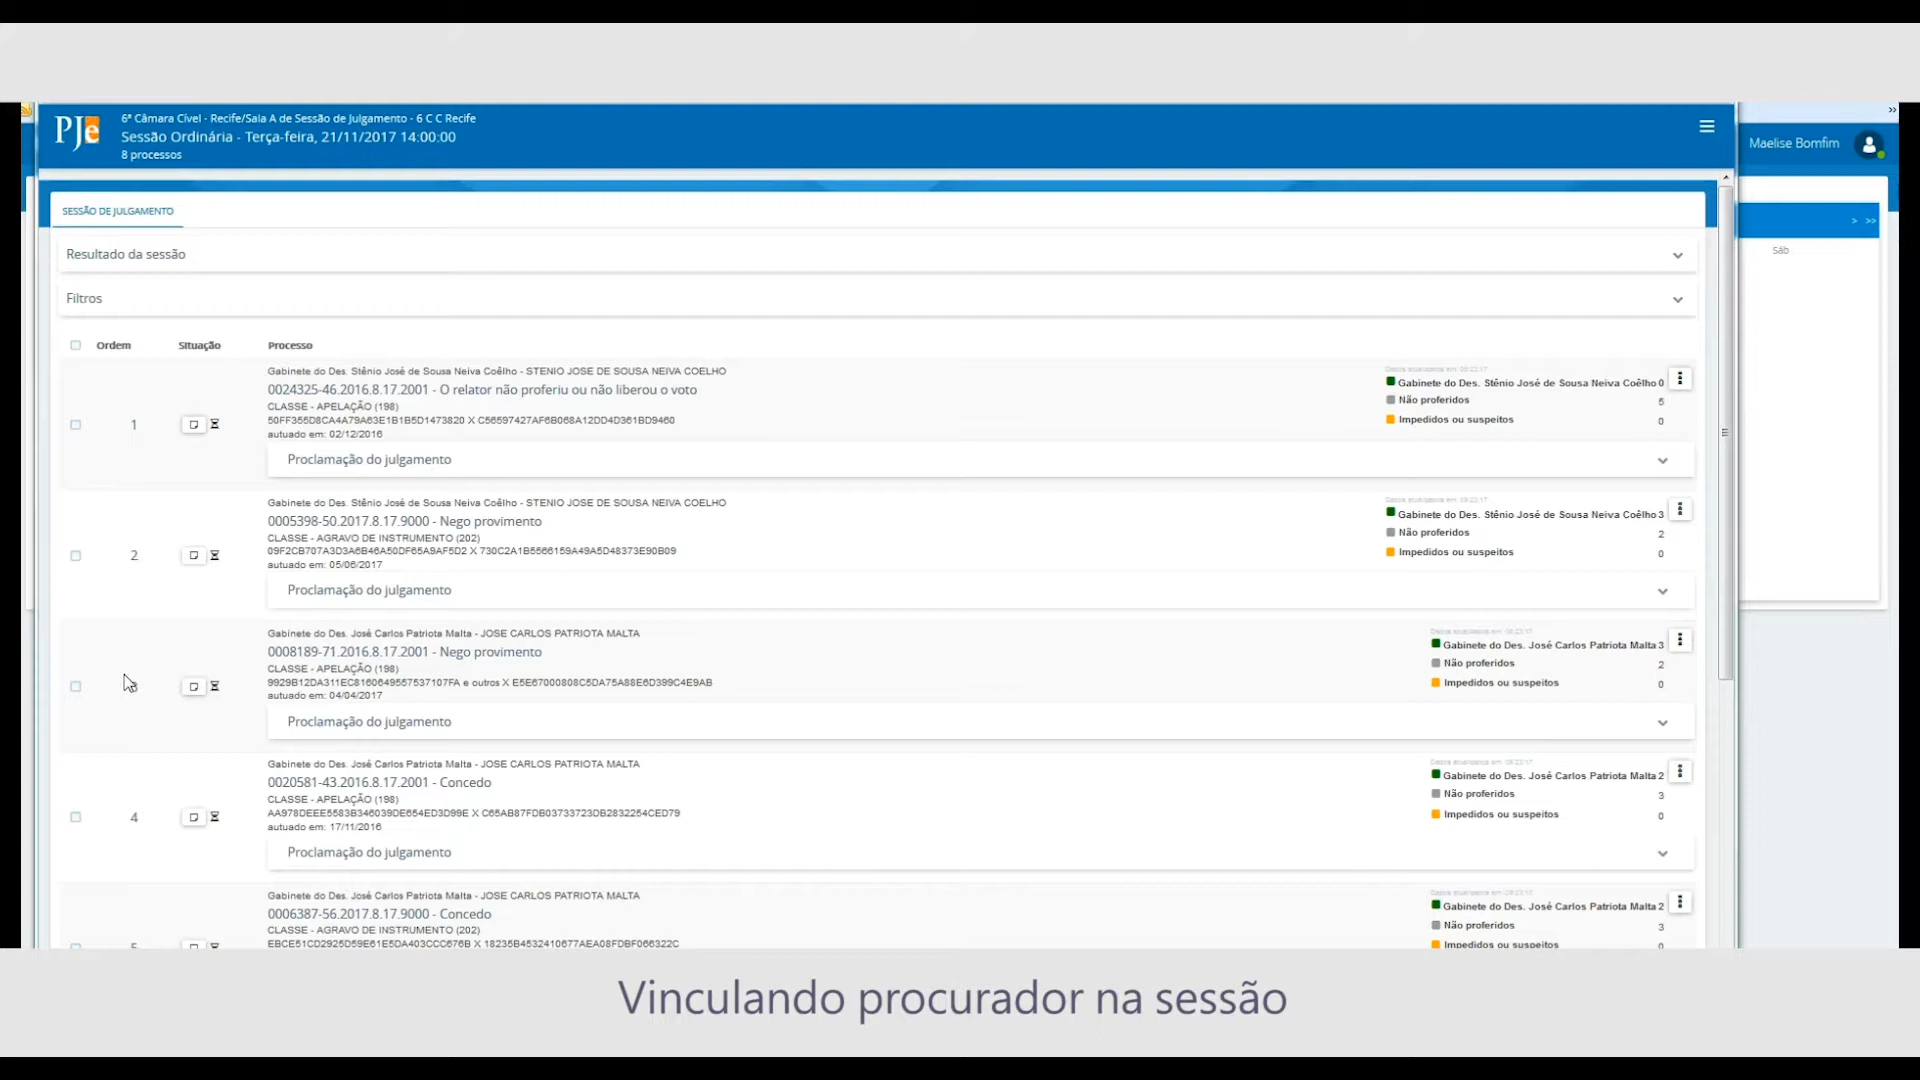 PJe
6ª Câmara Cível - Recife/Sala A de Sessão de Julgamento - 6 C C Recife
Sessão Ordinária - Terça-feira, 21/11/2017 14:00:00
8 processos
Maelise Bomfim
>>
> >>
Sáb
SESSÃO DE JULGAMENTO
Resultado da sessão
Filtros
Ordem Situação Processo
Gabinete do Des. Stênio José de Sousa Neiva Coêlho - STENIO JOSE DE SOUSA NEIVA COELHO
0024325-46.2016.8.17.2001 - O relator não proferiu ou não liberou o voto
CLASSE - APELAÇÃO (198)
1
50FF355D8CA4A79A63E1B1B5D1473820 X C56597427AF6B068A12DD4D361BD9460
autuado em: 02/12/2016
Gabinete do Des. Stênio José de Sousa Neiva Coêlho 0
Não proferidos 5
Impedidos ou suspeitos 0
Proclamação do julgamento
Gabinete do Des. Stênio José de Sousa Neiva Coêlho - STENIO JOSE DE SOUSA NEIVA COELHO
0005398-50.2017.8.17.9000 - Nego provimento
CLASSE - AGRAVO DE INSTRUMENTO (202)
2
09F2CB707A3D3A6B46A50DF65A9AF5D2 X 730C2A1B5566159A49A5D48373E90B09
autuado em: 05/06/2017
Gabinete do Des. Stênio José de Sousa Neiva Coêlho 3
Não proferidos 2
Impedidos ou suspeitos 0
Proclamação do julgamento
Gabinete do Des. José Carlos Patriota Malta - JOSE CARLOS PATRIOTA MALTA
0008189-71.2016.8.17.2001 - Nego provimento
CLASSE - APELAÇÃO (198)
9929B12DA311EC8160649557537107FA e outros X E5E67000808C5DA75A88E6D399C4E9AB
autuado em: 04/04/2017
Gabinete do Des. José Carlos Patriota Malta 3
Não proferidos 2
Impedidos ou suspeitos 0
Proclamação do julgamento
Gabinete do Des. José Carlos Patriota Malta - JOSE CARLOS PATRIOTA MALTA
0020581-43.2016.8.17.2001 - Concedo
CLASSE - APELAÇÃO (198)
4
AA978DEEE5583B346039DE654ED3D99E X C65AB87FDB03733723DB2832254CED79
autuado em: 17/11/2016
Gabinete do Des. José Carlos Patriota Malta 2
Não proferidos 3
Impedidos ou suspeitos 0
Proclamação do julgamento
Gabinete do Des. José Carlos Patriota Malta - JOSE CARLOS PATRIOTA MALTA
0006387-56.2017.8.17.9000 - Concedo
CLASSE - AGRAVO DE INSTRUMENTO (202)
5
EBCE51CD2925D59E61E5DA403CCC676B X 18235B4532410677AEA08FDBF066322C
Gabinete do Des. José Carlos Patriota Malta 2
Não proferidos 3
Impedidos ou suspeitos 0
Vinculando procurador na sessão